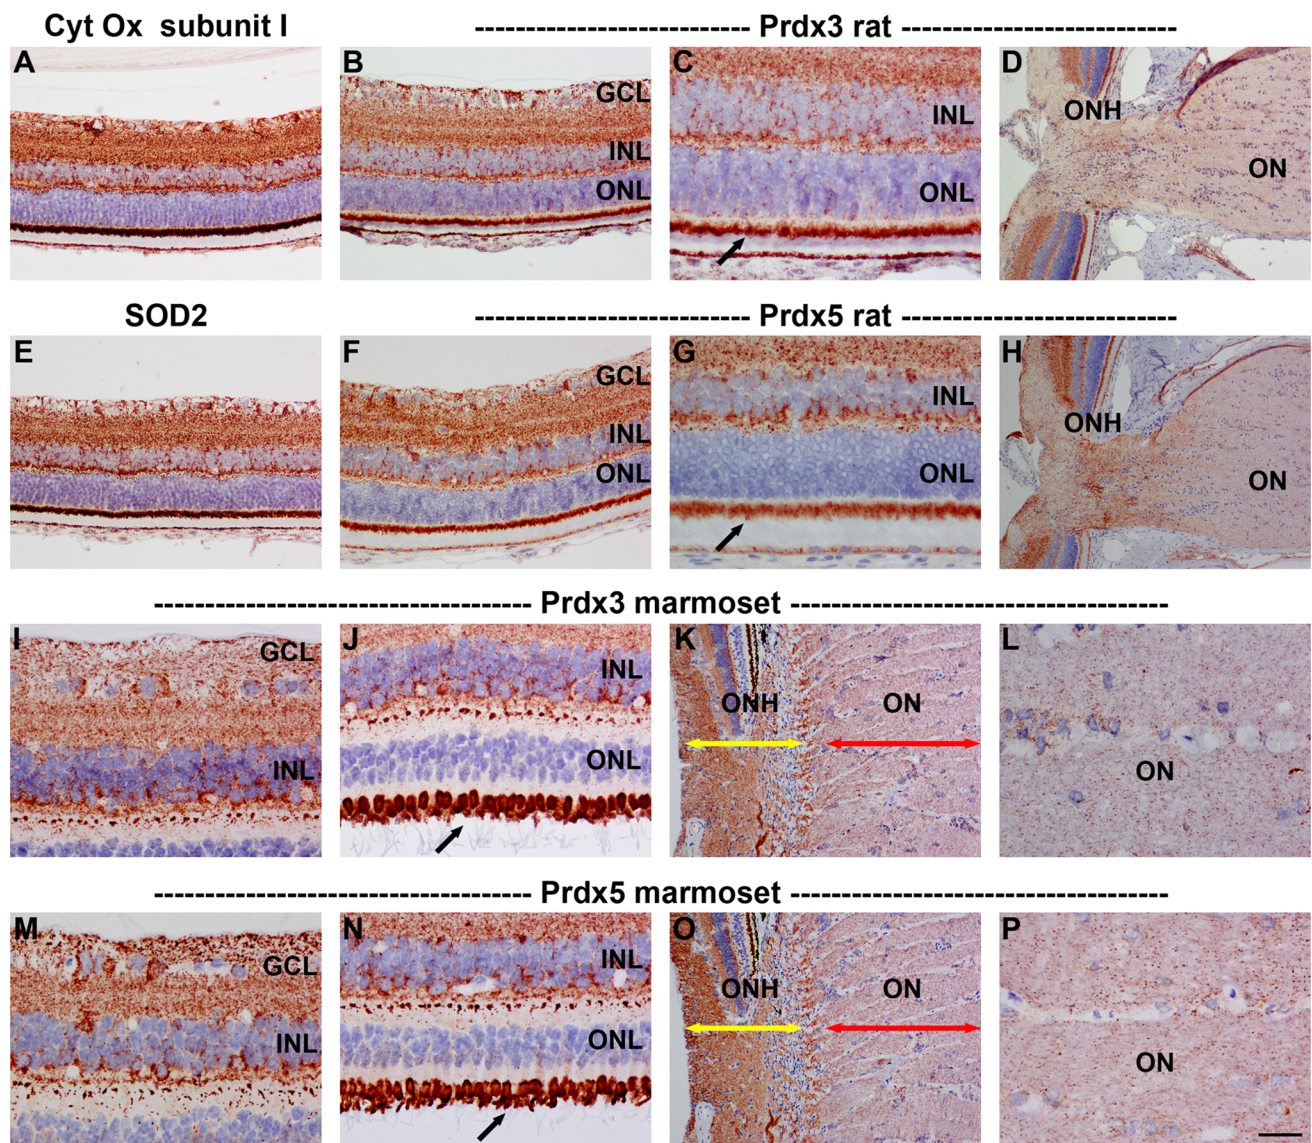 Cyt Ox subunit I
--------------------------- Prdx3 rat ---------------------------
A
B
GCL
INL
ONL
C
INL
ONL
D
ONH
ON
SOD2
--------------------------- Prdx5 rat ---------------------------
E
F
GCL
INL
ONL
G
INL
ONL
H
ONH
ON
------------------------------------- Prdx3 marmoset -------------------------------------
I
GCL
INL
J
INL
ONL
K
ONH
ON
L
ON
------------------------------------- Prdx5 marmoset -------------------------------------
M
GCL
INL
N
INL
ONL
O
ONH
ON
P
ON